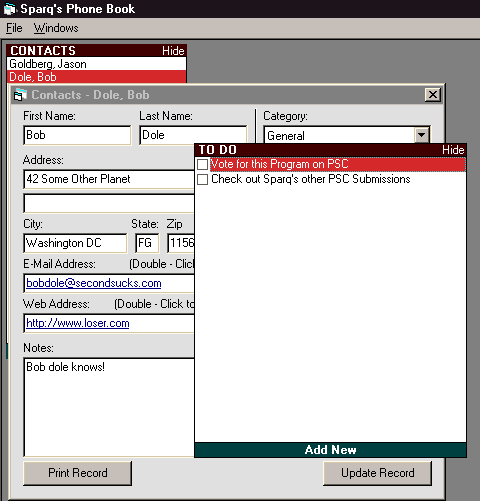 Sparq's Phone Book
File Windows
CONTACTS Hide
Goldberg, Jason
Dole, Bob
Contacts - Dole, Bob
First Name: Last Name: Category:
Bob Dole General
TO DO Hide
Vote for this Program on PSC
Check out Sparq's other PSC Submissions
Address:
42 Some Other Planet
City: State: Zip
Washington DC FG 1156
E-Mail Address: (Double - Click
bobdole@secondsucks.com
Web Address: (Double - Click to
http://www.loser.com
Notes:
Bob dole knows!
Add New
Print Record Update Record